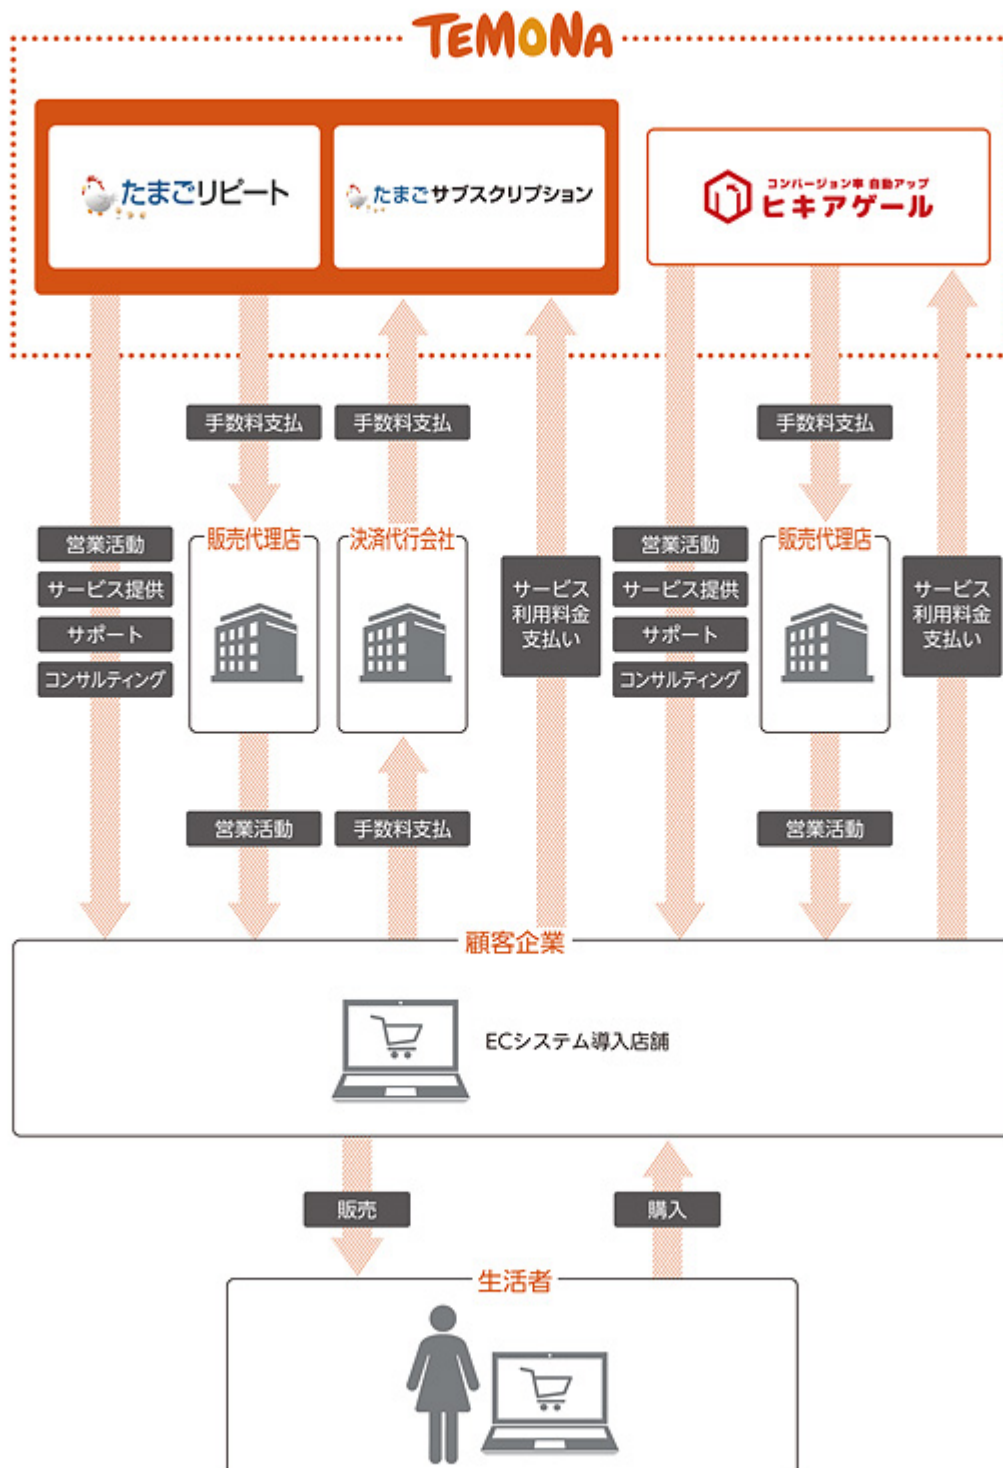 TEMONA
たまごリピート
たまごサブスクリプション
コンバージョン率 自動アップ
ヒキアゲール
手数料支払
手数料支払
手数料支払
営業活動
サービス提供
サポート
コンサルティング
販売代理店
決済代行会社
サービス
利用料金
支払い
営業活動
サービス提供
サポート
コンサルティング
販売代理店
サービス
利用料金
支払い
営業活動
手数料支払
営業活動
顧客企業
ECシステム導入店舗
販売
購入
生活者